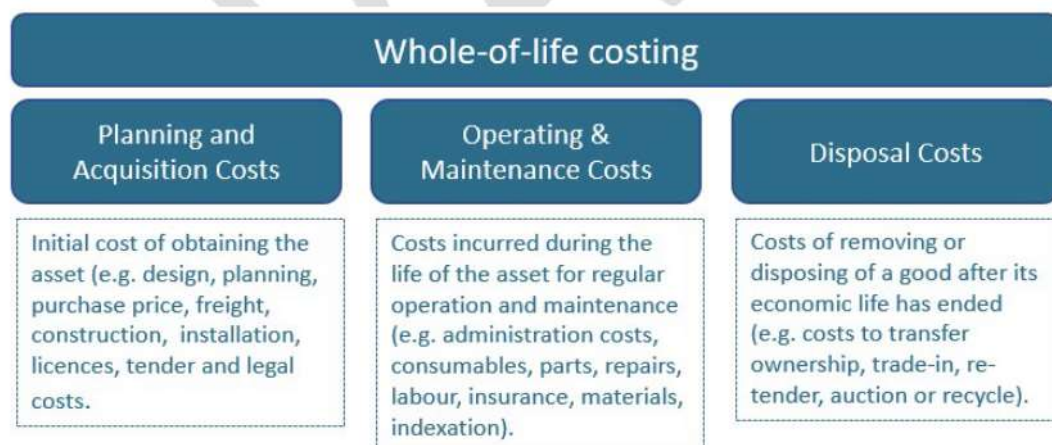 Whole-of-life costing
Planning and
Acquisition Costs
Initial cost of obtaining the
asset (e.g. design, planning,
purchase price, freight,
construction, installation,
licences, tender and legal
costs.
Operating &
Maintenance Costs
Costs incurred during the
life of the asset for regular
operation and maintenance
(e.g. administration costs,
consumables, parts, repairs,
labour, insurance, materials,
indexation).
Disposal Costs
Costs of removing or
disposing of a good after its
economic life has ended
(e.g. costs to transfer
ownership, trade-in, re-
tender, auction or recycle).